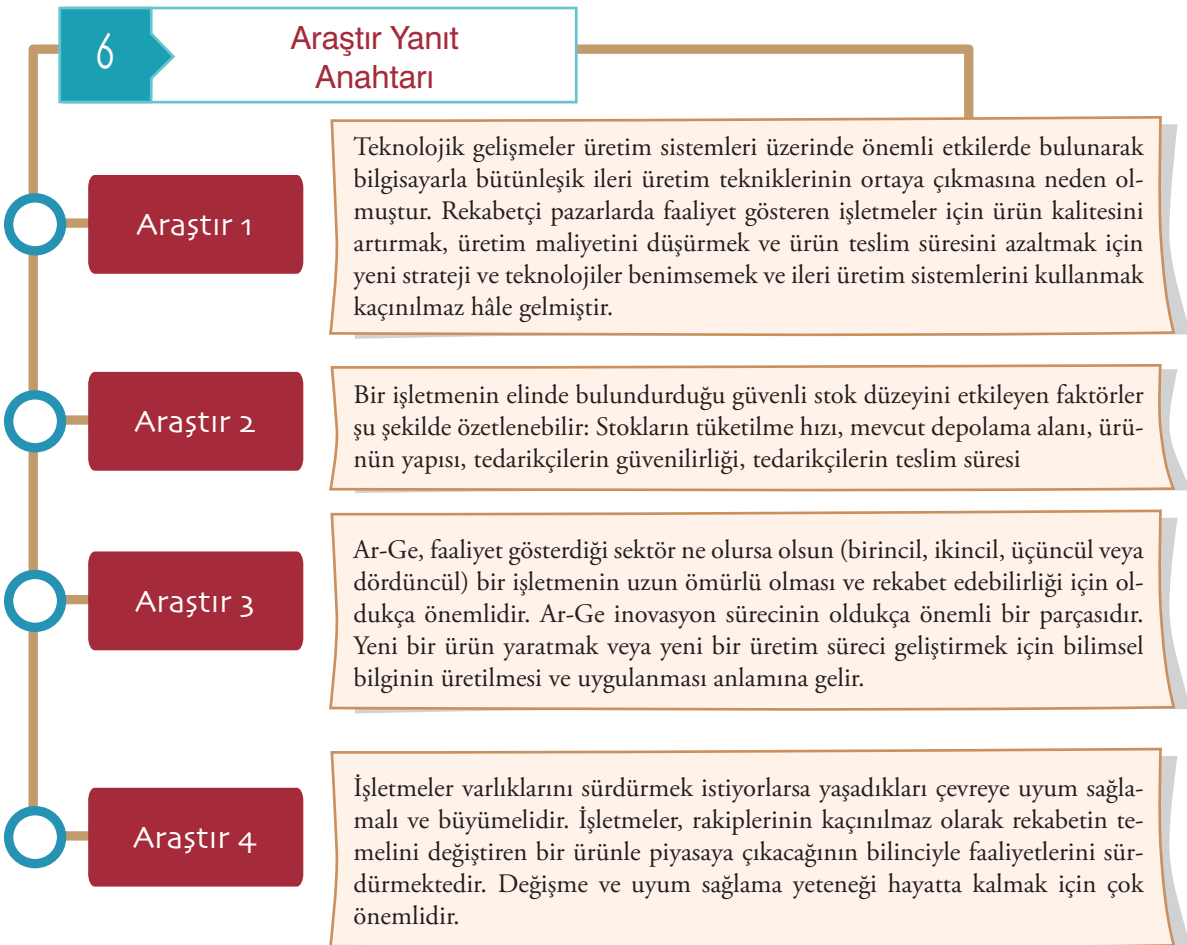 6
Araştır Yanıt
Anahtarı
Araştır 1
Teknolojik gelişmeler üretim sistemleri üzerinde önemli etkilerde bulunarak
bilgisayarla bütünleşik ileri üretim tekniklerinin ortaya çıkmasına neden ol-
muştur. Rekabetçi pazarlarda faaliyet gösteren işletmeler için ürün kalitesini
artırmak, üretim maliyetini düşürmek ve ürün teslim süresini azaltmak için
yeni strateji ve teknolojiler benimsemek ve ileri üretim sistemlerini kullanmak
kaçınılmaz hâle gelmiştir.
Araştır 2
Bir işletmenin elinde bulundurduğu güvenli stok düzeyini etkileyen faktörler
şu şekilde özetlenebilir: Stokların tüketilme hızı, mevcut depolama alanı, ürü-
nün yapısı, tedarikçilerin güvenilirliği, tedarikçilerin teslim süresi
Araştır 3
Ar-Ge, faaliyet gösterdiği sektör ne olursa olsun (birincil, ikincil, üçüncül veya
dördüncül) bir işletmenin uzun ömürlü olması ve rekabet edebilirliği için ol-
dukça önemlidir. Ar-Ge inovasyon sürecinin oldukça önemli bir parçasıdır.
Yeni bir ürün yaratmak veya yeni bir üretim süreci geliştirmek için bilimsel
bilginin üretilmesi ve uygulanması anlamına gelir.
Araştır 4
İşletmeler varlıklarını sürdürmek istiyorlarsa yaşadıkları çevreye uyum sağla-
malı ve büyümelidir. İşletmeler, rakiplerinin kaçınılmaz olarak rekabetin te-
melini değiştiren bir ürünle piyasaya çıkacağının bilinciyle faaliyetlerini sür-
dürmektedir. Değişme ve uyum sağlama yeteneği hayatta kalmak için çok
önemlidir.